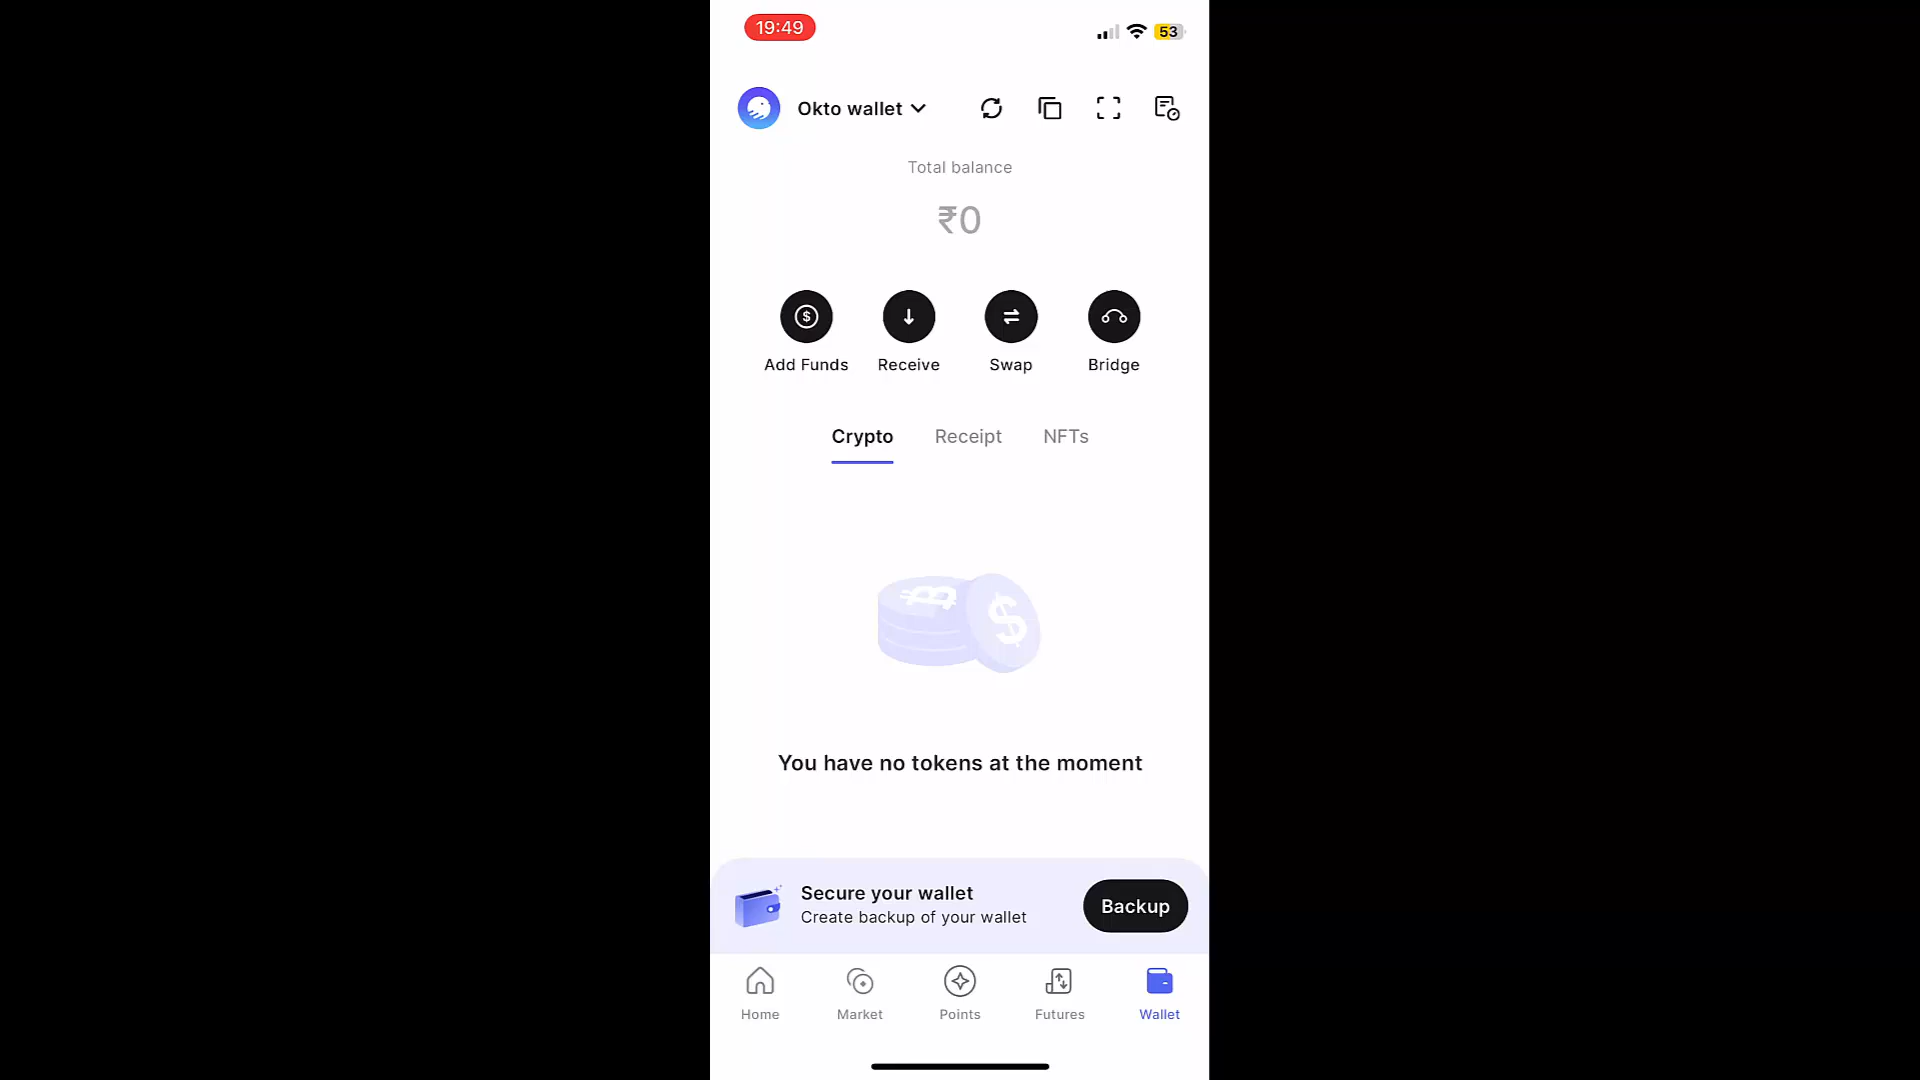 19:49
53
Okto wallet
Total balance
₹0
Add Funds
Receive
Swap
Bridge
Crypto
Receipt
NFTs
You have no tokens at the moment
Secure your wallet
Create backup of your wallet
Backup
Home
Market
Points
Futures
Wallet